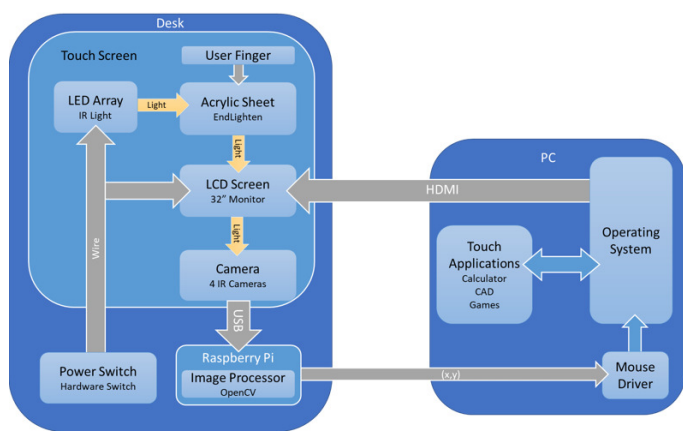 Desk
Touch Screen
User Finger
LED Array
IR Light
Light
Acrylic Sheet
EndLighten
Light
LCD Screen
32” Monitor
Light
Camera
4 IR Cameras
Wire
USB
Power Switch
Hardware Switch
Raspberry Pi
Image Processor
OpenCV
HDMI
(x,y)
PC
Operating
System
Touch
Applications
Calculator
CAD
Games
Mouse
Driver